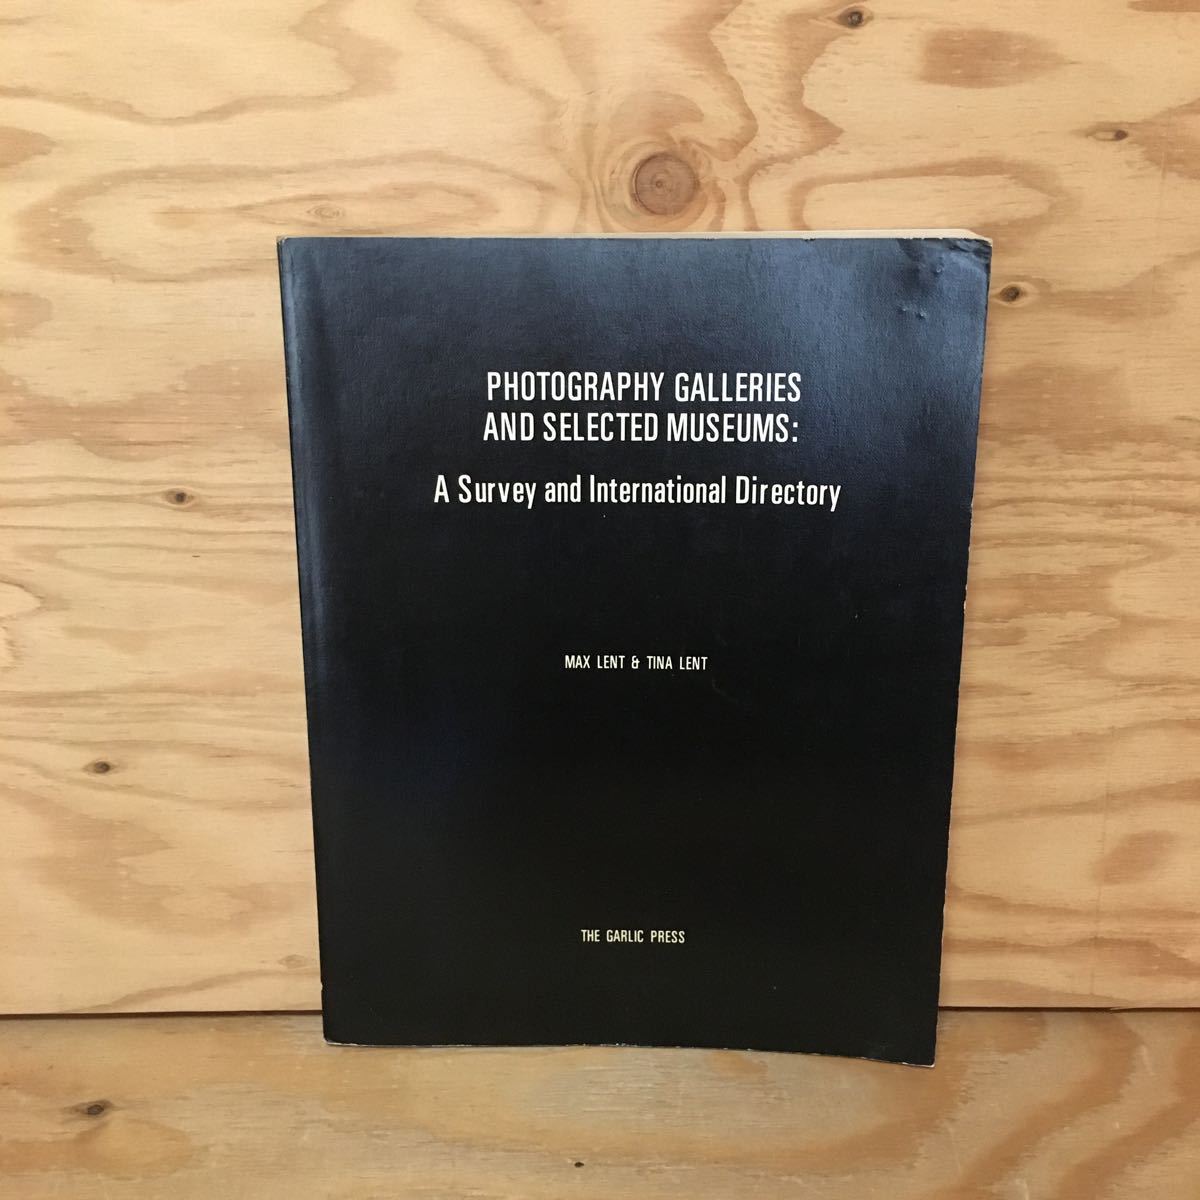 PHOTOGRAPHY GALLERIES
AND SELECTED MUSEUMS:
A Survey and International Directory
MAX LENT & TINA LENT
THE GARLIC PRESS